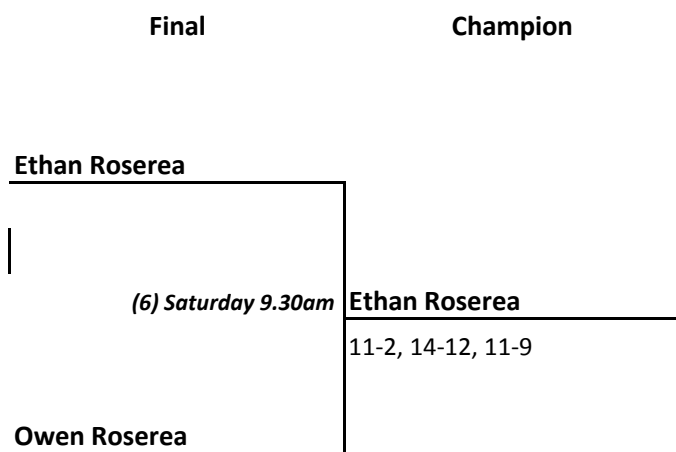 Final Champion
Ethan Roserea
(6) Saturday 9.30am Ethan Roserea
11-2, 14-12, 11-9
Owen Roserea